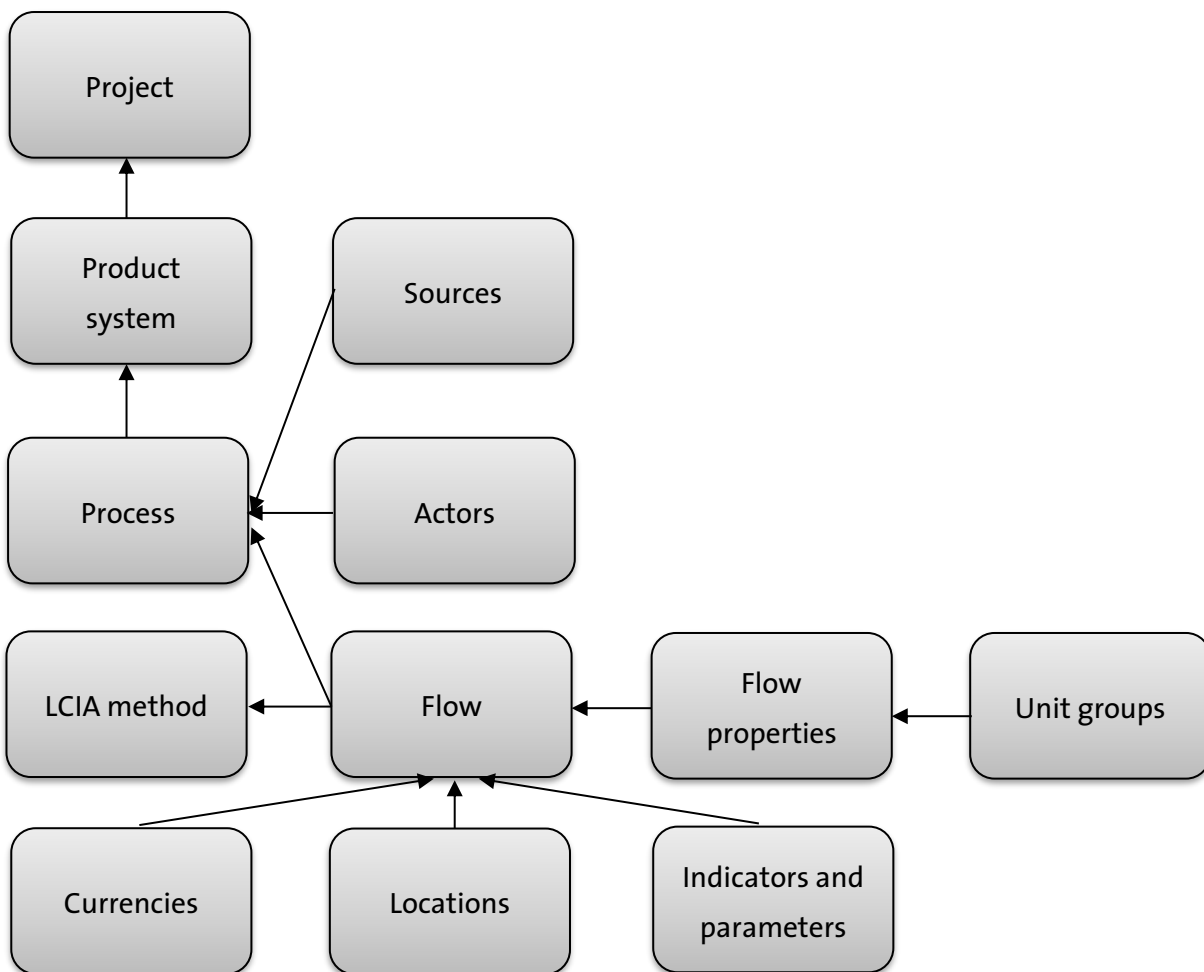 Project
Product
system
Sources
Process
Actors
LCIA method
Flow
Flow
properties
Unit groups
Currencies
Locations
Indicators and
parameters